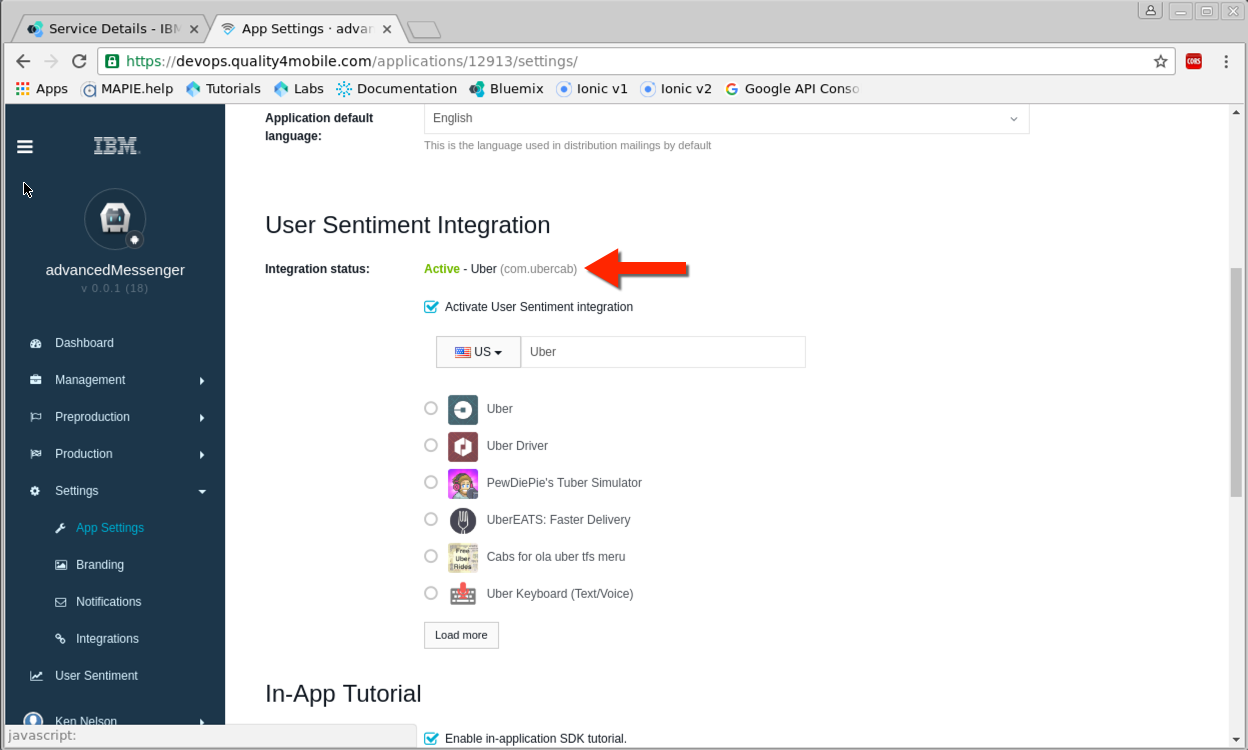 Service Details - IBM
App Settings · advar
https://devops.quality4mobile.com/applications/12913/settings/
CORS
Apps
MAPIE.help
Tutorials
Labs
Documentation
Bluemix
Ionic v1
Ionic v2
Google API Conso
IBM
advancedMessenger
v 0.0.1 (18)
Dashboard
Management
Preproduction
Production
Settings
App Settings
Branding
Notifications
Integrations
User Sentiment
Ken Nelson
javascript:
Application default
language:
English
This is the language used in distribution mailings by default
User Sentiment Integration
Integration status:
Active - Uber (com.ubercab)
Activate User Sentiment integration
US
Uber
Uber
Uber Driver
PewDiePie's Tuber Simulator
UberEATS: Faster Delivery
Free
Uber
Rides
Cabs for ola uber tfs meru
Uber Keyboard (Text/Voice)
Load more
In-App Tutorial
Enable in-application SDK tutorial.